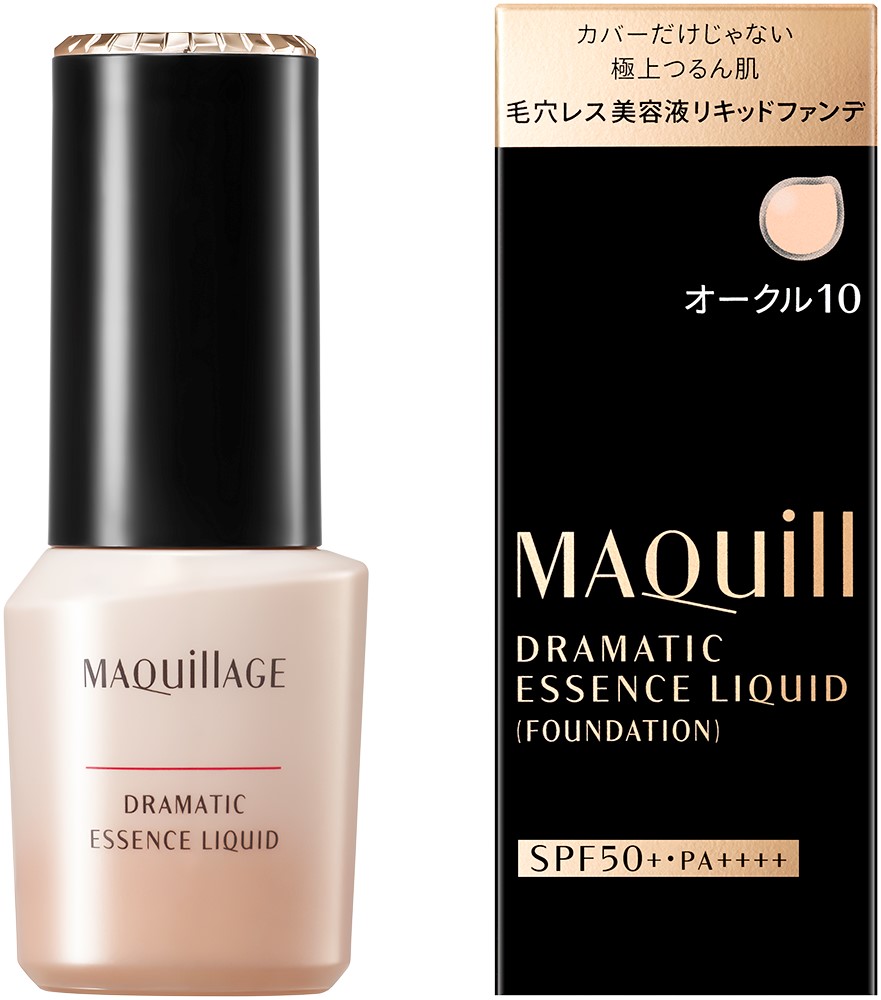 MAQuillAGE
DRAMATIC
ESSENCE LIQUID
カバーだけじゃない
極上つるん肌
毛穴レス美容液リキッドファンデ
オークル10
MAQuill
DRAMATIC
ESSENCE LIQUID
(FOUNDATION)
SPF50+・PA++++